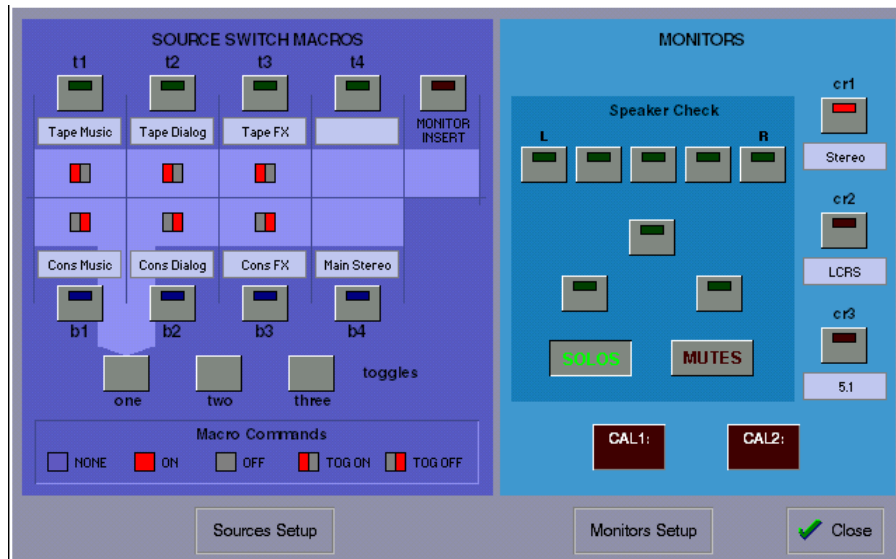 SOURCE SWITCH MACROS
t1 t2 t3 t4
MONITOR
INSERT
Tape Music Tape Dialog Tape FX
Cons Music Cons Dialog Cons FX Main Stereo
b1 b2 b3 b4
toggles
one two three
Macro Commands
NONE ON OFF TOG ON TOG OFF
MONITORS
Speaker Check
L R
SOLOS MUTES
cr1
Stereo
cr2
LCRS
cr3
5.1
CAL1: CAL2:
Sources Setup Monitors Setup Close